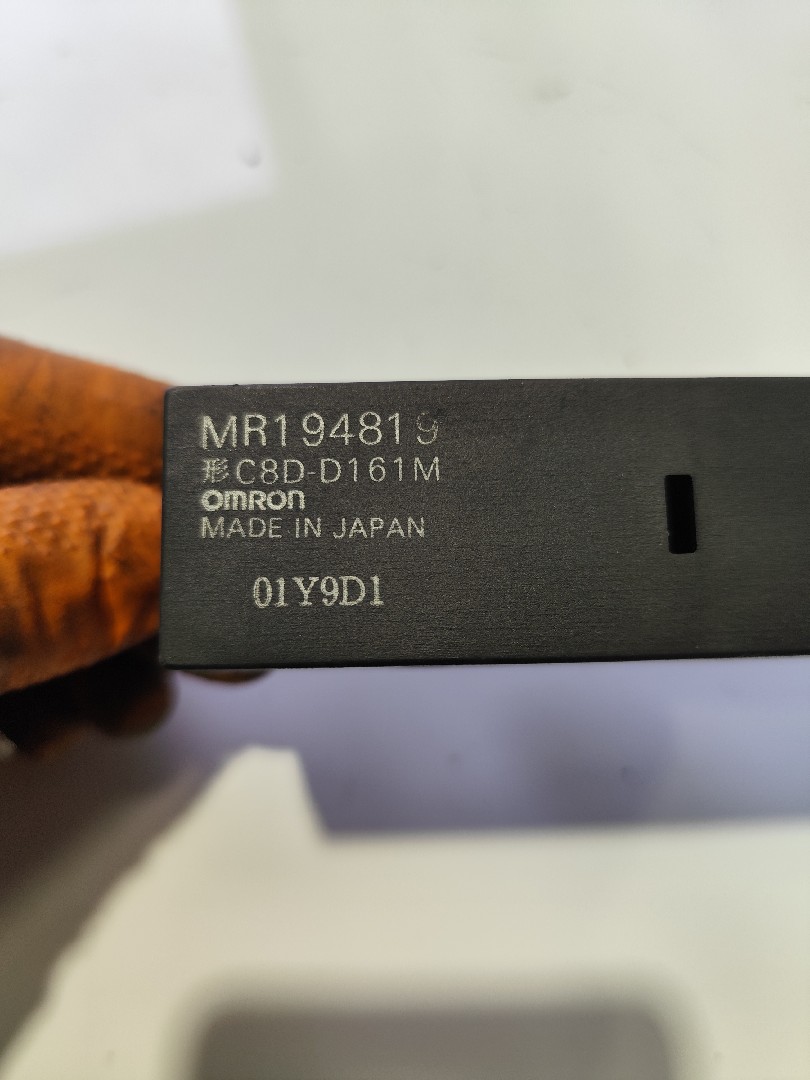 MR194819
形C8D-D161M
omron
MADE IN JAPAN
01Y9D1